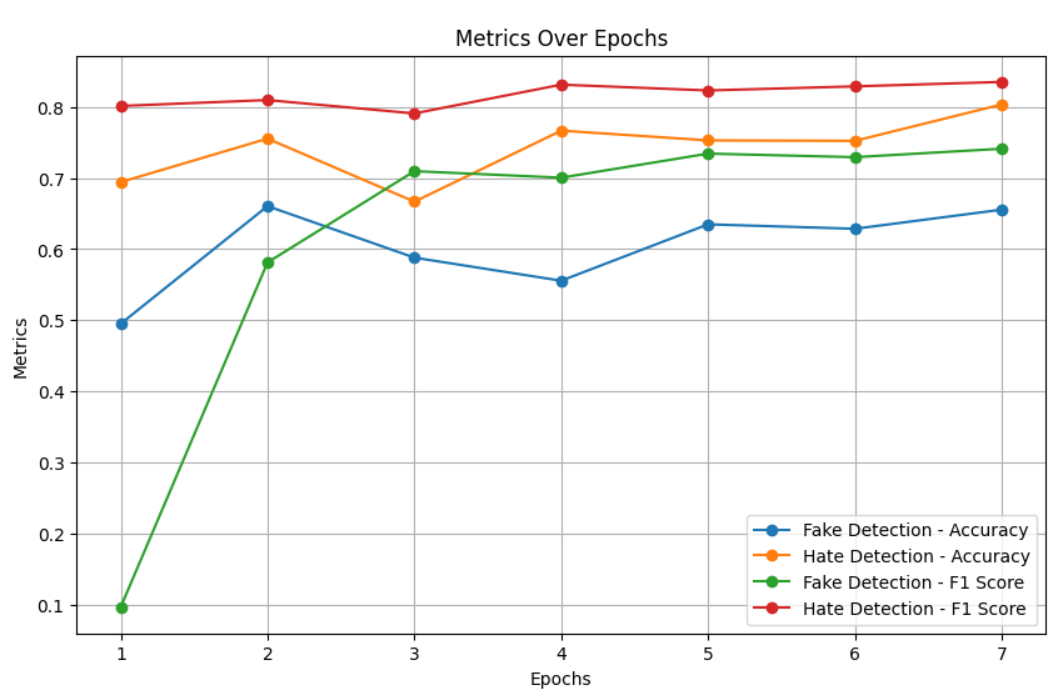 Metrics Over Epochs
Metrics
0.8
0.7
0.6
0.5
0.4
0.3
0.2
0.1
1 2 3 4 5 6 7
Epochs
Fake Detection - Accuracy
Hate Detection - Accuracy
Fake Detection - F1 Score
Hate Detection - F1 Score